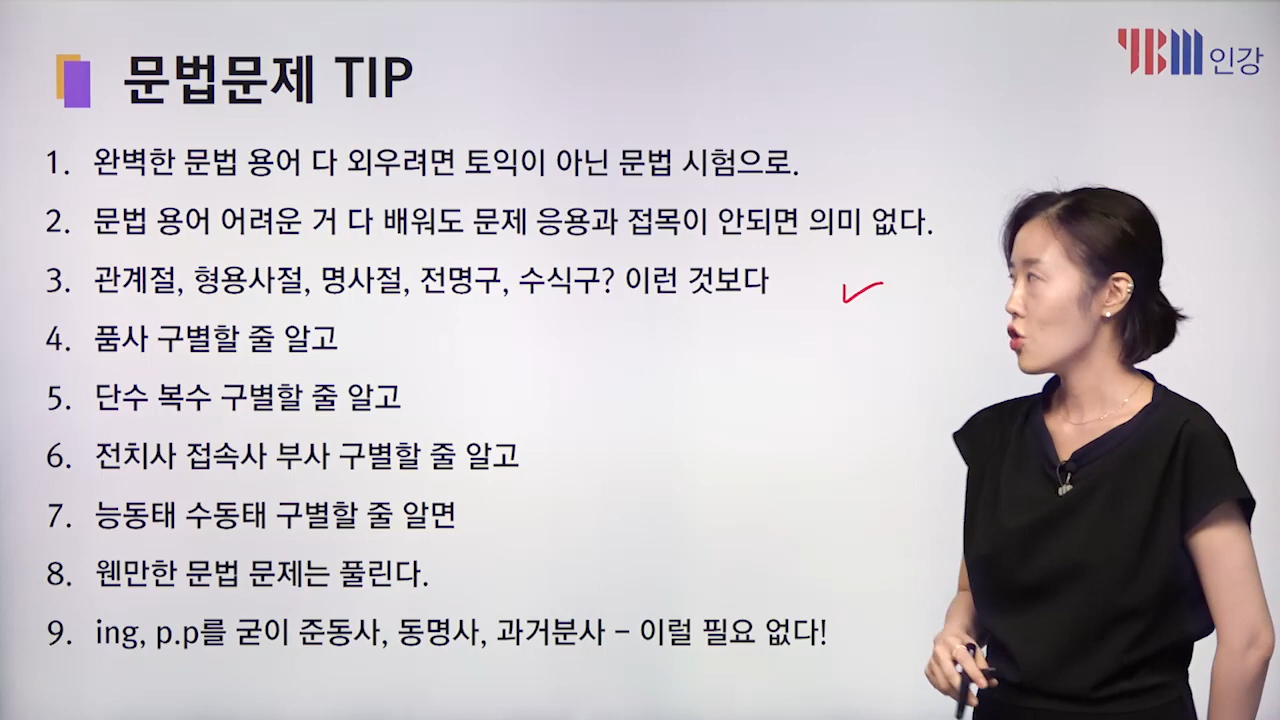 YBM 인강
문법문제 TIP
1. 완벽한 문법 용어 다 외우려면 토익이 아닌 문법 시험으로.
2. 문법 용어 어려운 거 다 배워도 문제 응용과 접목이 안되면 의미 없다.
3. 관계절, 형용사절, 명사절, 전명구, 수식구? 이런 것보다
4. 품사 구별할 줄 알고
5. 단수 복수 구별할 줄 알고
6. 전치사 접속사 부사 구별할 줄 알고
7. 능동태 수동태 구별할 줄 알면
8. 웬만한 문법 문제는 풀린다.
9. ing, p.p를 굳이 준동사, 동명사, 과거분사 – 이럴 필요 없다!